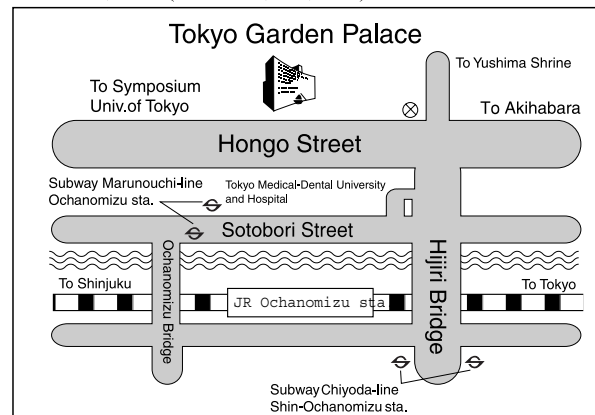 Tokyo Garden Palace
To Yushima Shrine
To Symposium
Univ.of Tokyo
To Akihabara
Hongo Street
Subway Marunouchi-line
Ochanomizu sta.
Tokyo Medical-Dental University
and Hospital
Sotobori Street
Ochanomizu Bridge
Hijiri Bridge
To Shinjuku
JR Ochanomizu sta
To Tokyo
Subway Chiyoda-line
Shin-Ochanomizu sta.